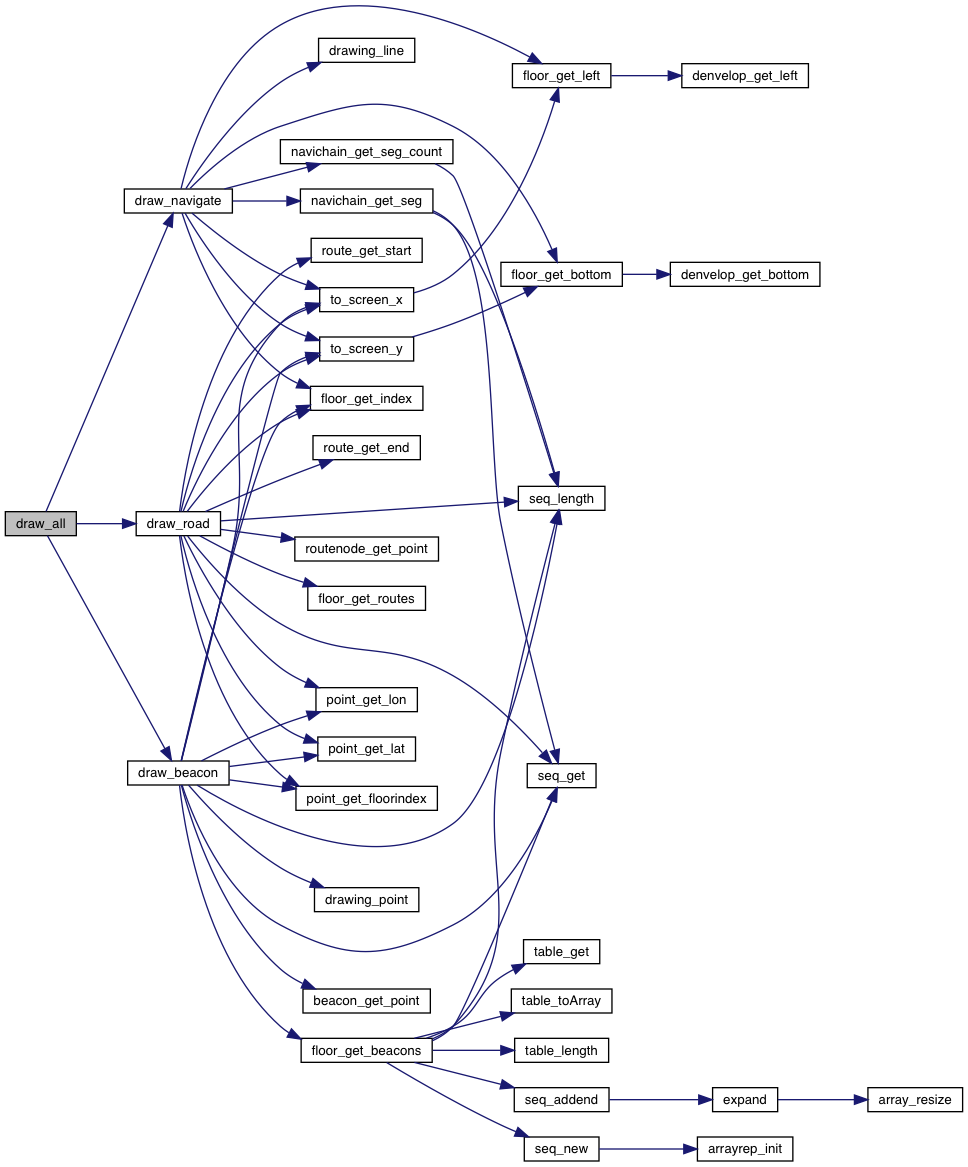 drawing_line
floor_get_left
denvelop_get_left
navichain_get_seg_count
draw_navigate
navichain_get_seg
route_get_start
floor_get_bottom
denvelop_get_bottom
to_screen_x
to_screen_y
floor_get_index
route_get_end
seq_length
draw_all
draw_road
routenode_get_point
floor_get_routes
point_get_lon
point_get_lat
draw_beacon
seq_get
point_get_floorindex
drawing_point
table_get
beacon_get_point
table_toArray
floor_get_beacons
table_length
seq_addend
expand
array_resize
seq_new
arrayrep_init